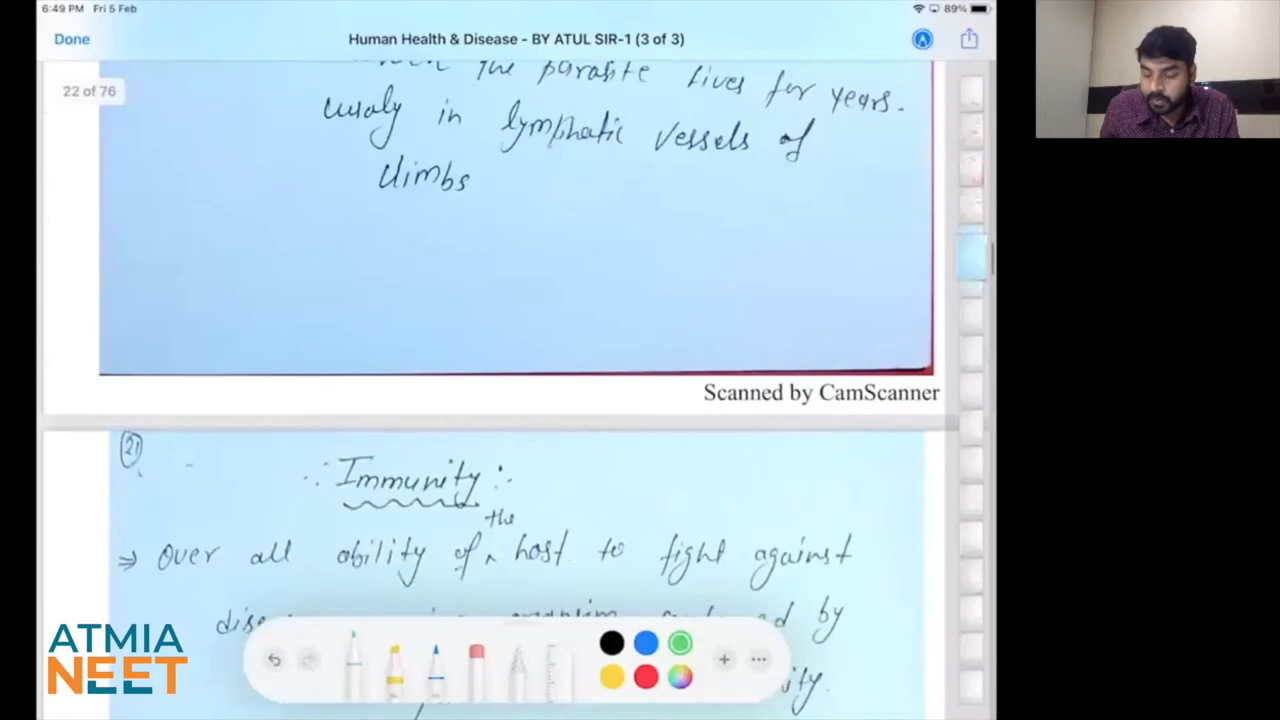 6:49 PM Fri 5 Feb
89%
Done
Human Health & Disease - BY ATUL SIR-1 (3 of 3)
22 of 76
the parasite lives for years.
usualy in lymphatic vessels of
limbs
Scanned by CamScanner
21
∴ Immunity :
the
⇒ Over all ability of host to fight against
by
ATMIA
NEET